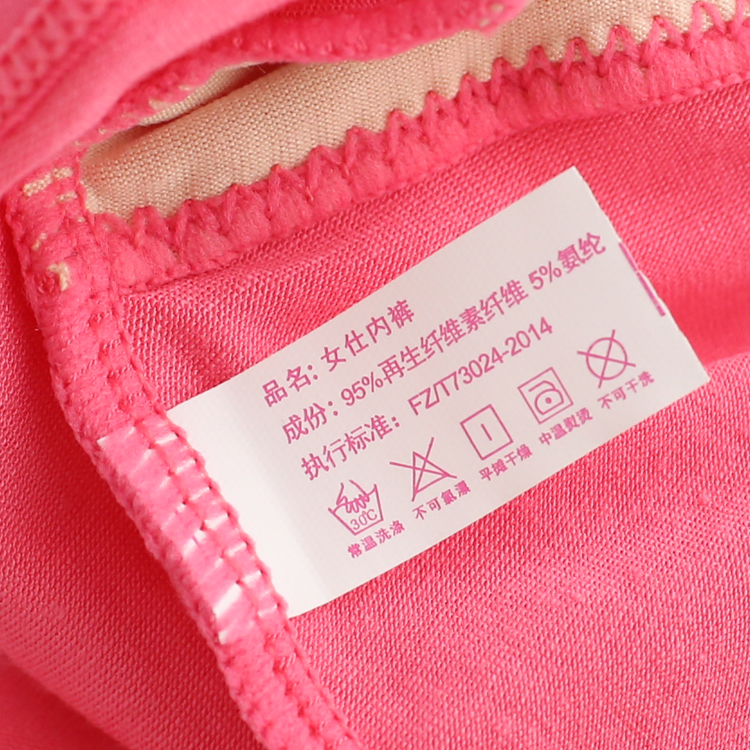 品名: 女仕内裤
成份: 95%再生纤维素纤维 5%氨纶
执行标准: FZ/T73024-2014
30℃
常温洗涤 不可氯漂 平摊干燥 中温熨烫 不可干洗